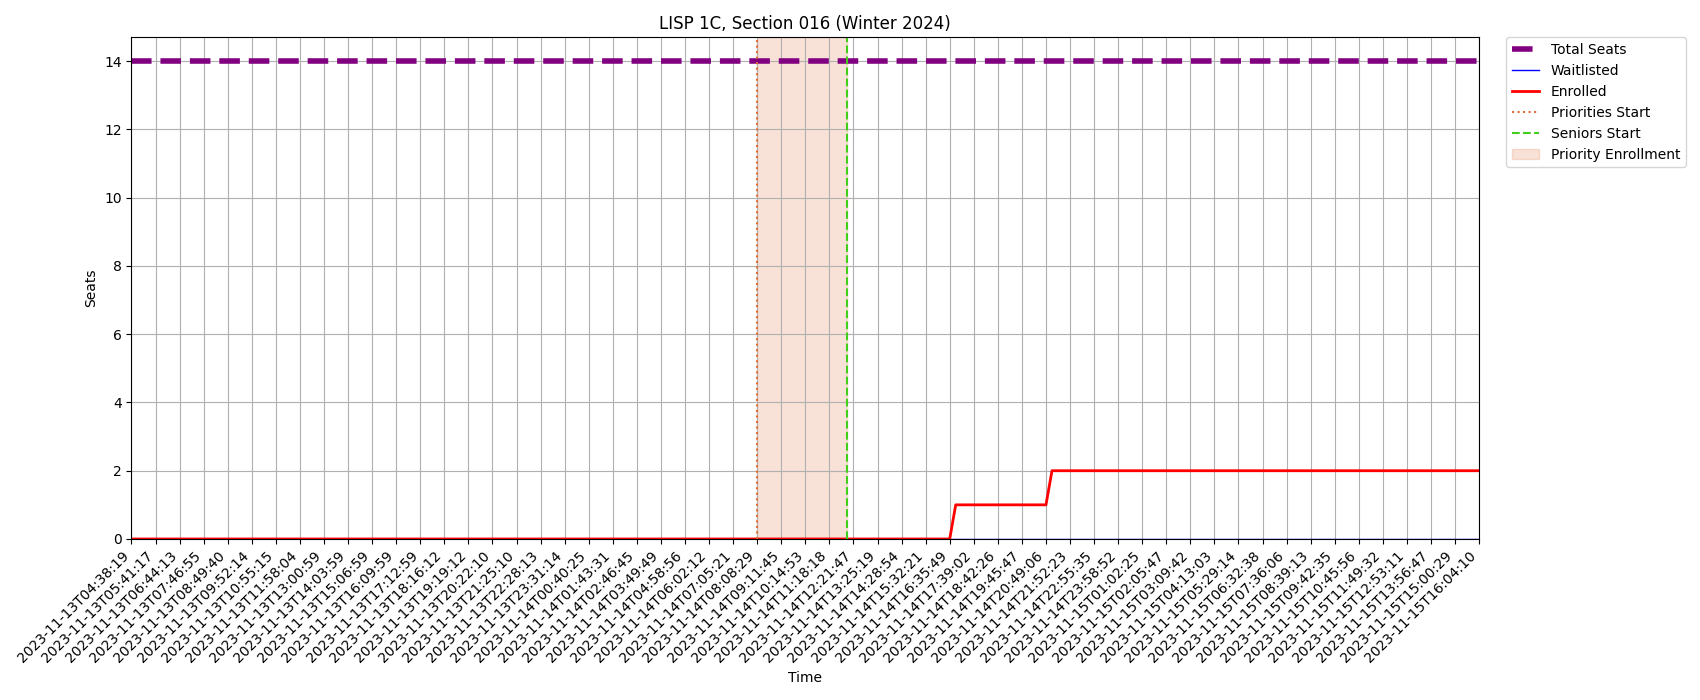 LISP 1C, Section 016 (Winter 2024)
Total Seats
Waitlisted
Enrolled
Priorities Start
Seniors Start
Priority Enrollment
14
12
10
8
6
4
2
0
Seats
2023-11-13T04:38:19
2023-11-13T05:41:17
2023-11-13T06:44:13
2023-11-13T07:46:55
2023-11-13T08:49:40
2023-11-13T09:52:14
2023-11-13T10:55:15
2023-11-13T11:58:04
2023-11-13T13:00:59
2023-11-13T14:03:59
2023-11-13T15:06:59
2023-11-13T16:09:59
2023-11-13T17:12:59
2023-11-13T18:16:12
2023-11-13T19:19:12
2023-11-13T20:22:10
2023-11-13T21:25:10
2023-11-13T22:28:13
2023-11-13T23:31:14
2023-11-14T00:40:25
2023-11-14T01:43:31
2023-11-14T02:46:45
2023-11-14T03:49:49
2023-11-14T04:58:56
2023-11-14T06:02:12
2023-11-14T07:05:21
2023-11-14T08:08:29
2023-11-14T09:11:45
2023-11-14T10:14:53
2023-11-14T11:18:18
2023-11-14T12:21:47
2023-11-14T13:25:19
2023-11-14T14:28:54
2023-11-14T15:32:21
2023-11-14T16:35:49
2023-11-14T17:39:02
2023-11-14T18:42:26
2023-11-14T19:45:47
2023-11-14T20:49:06
2023-11-14T21:52:23
2023-11-14T22:55:35
2023-11-14T23:58:52
2023-11-15T01:02:25
2023-11-15T02:05:47
2023-11-15T03:09:42
2023-11-15T04:13:03
2023-11-15T05:29:14
2023-11-15T06:32:38
2023-11-15T07:36:06
2023-11-15T08:39:13
2023-11-15T09:42:35
2023-11-15T10:45:56
2023-11-15T11:49:32
2023-11-15T12:53:11
2023-11-15T13:56:47
2023-11-15T15:00:29
2023-11-15T16:04:10
Time